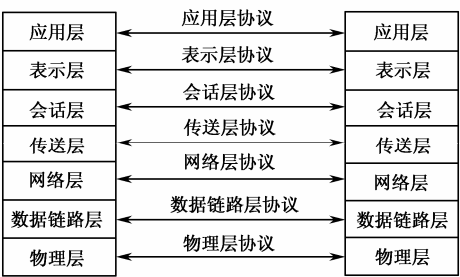 应用层协议
应用层 应用层
表示层协议
表示层 表示层
会话层协议
会话层 会话层
传送层协议
传送层 传送层
网络层协议
网络层 网络层
数据链路层协议
数据链路层 数据链路层
物理层协议
物理层 物理层